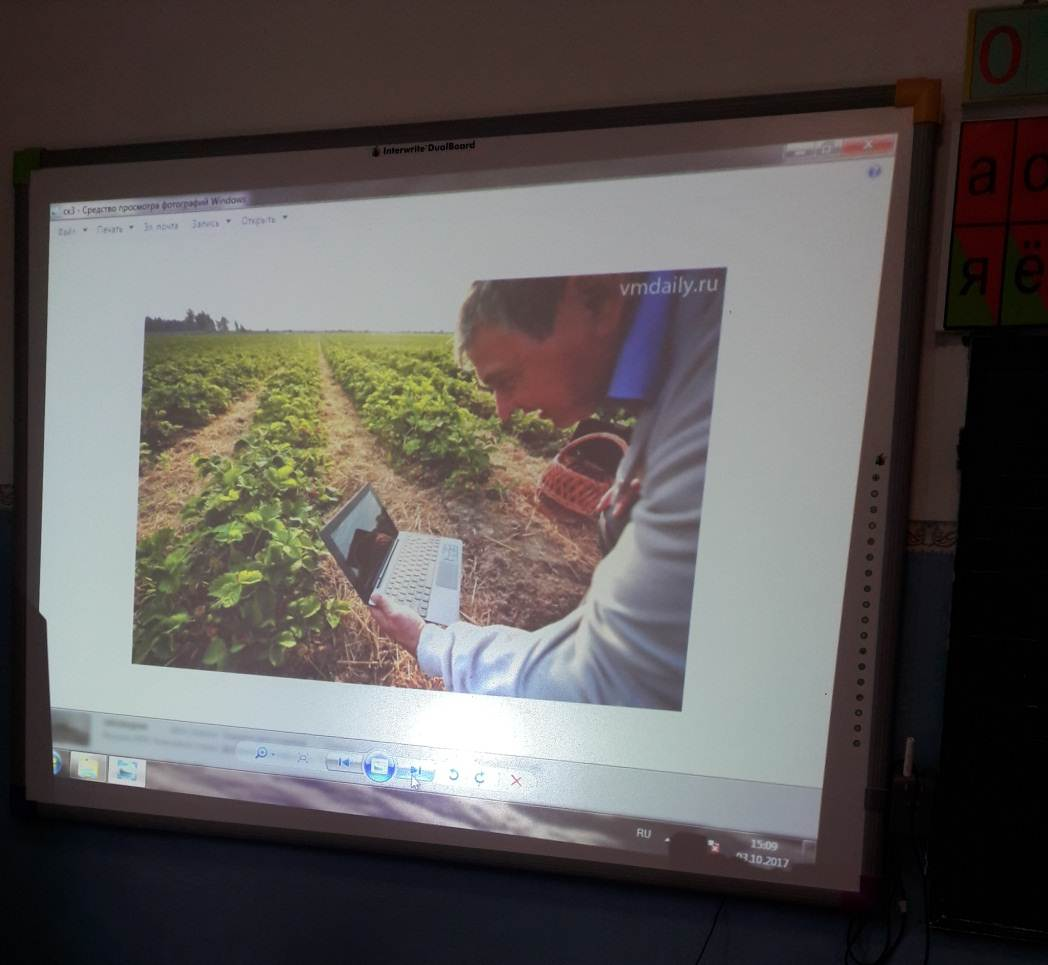 Interwrite DualBoard
ск3 - Средство просмотра фотографий Windows
Файл Печать Эл. почта Запись Открыть
vmdaily.ru
RU
15:09
03.10.2017
О
а
я ё